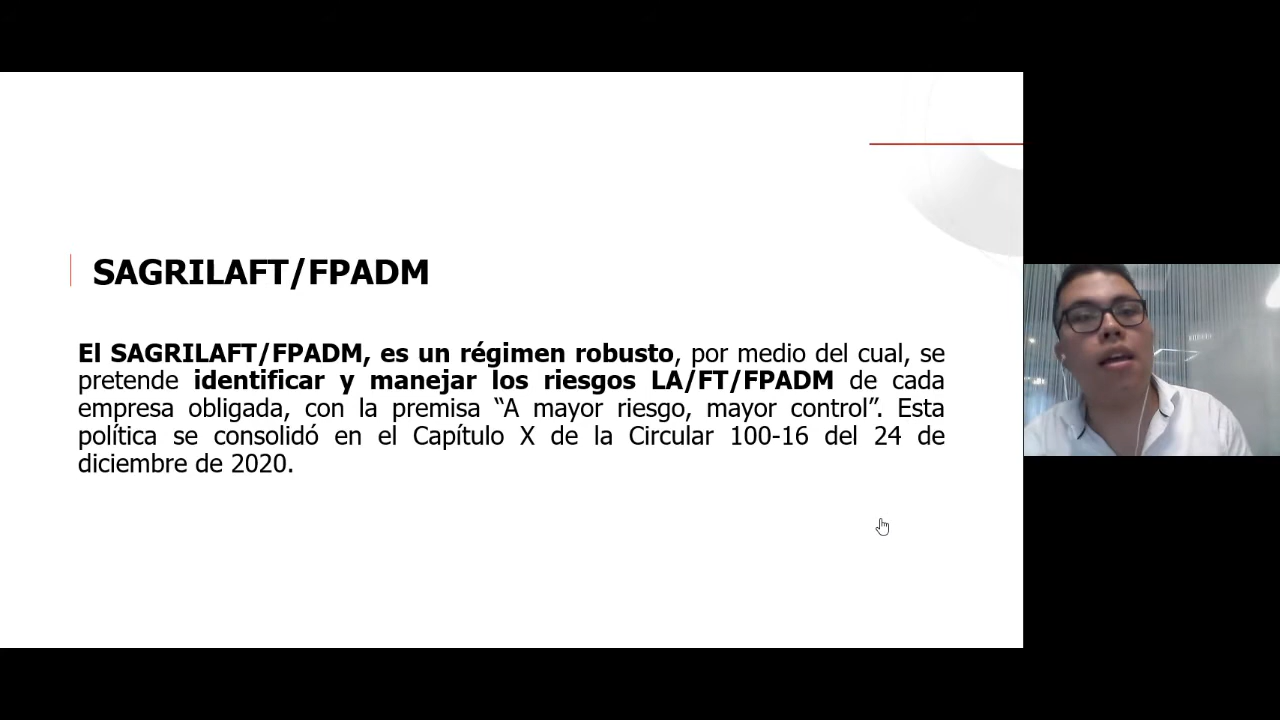 SAGRILAFT/FPADM
El SAGRILAFT/FPADM, es un régimen robusto, por medio del cual, se
pretende identificar y manejar los riesgos LA/FT/FPADM de cada
empresa obligada, con la premisa “A mayor riesgo, mayor control”. Esta
política se consolidó en el Capítulo X de la Circular 100-16 del 24 de
diciembre de 2020.